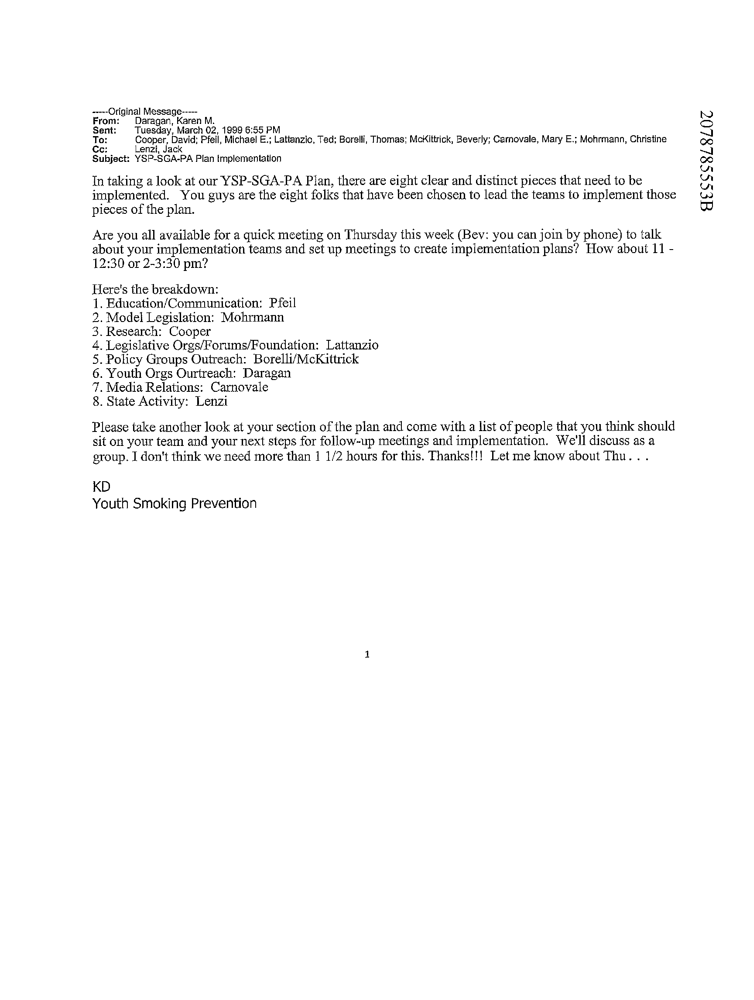 -----Original Message-----
From: Daragan, Karen M.
Sent: Tuesday, March 02, 1999 6:55 PM
To: Cooper, David; Pfeil, Michael E.; Lattanzio, Ted; Borelli, Thomas; McKittrick, Beverly; Carnovale, Mary E.; Mohrmann, Christine
Cc: Lenzi, Jack
Subject: YSP-SGA-PA Plan Implementation
In taking a look at our YSP-SGA-PA Plan, there are eight clear and distinct pieces that need to be
implemented. You guys are the eight folks that have been chosen to lead the teams to implement those
pieces of the plan.
Are you all available for a quick meeting on Thursday this week (Bev: you can join by phone) to talk
about your implementation teams and set up meetings to create implementation plans? How about 11 -
12:30 or 2-3:30 pm?
Here's the breakdown:
1. Education/Communication: Pfeil
2. Model Legislation: Mohrmann
3. Research: Cooper
4. Legislative Orgs/Forums/Foundation: Lattanzio
5. Policy Groups Outreach: Borelli/McKittrick
6. Youth Orgs Ourtreach: Daragan
7. Media Relations: Carnovale
8. State Activity: Lenzi
Please take another look at your section of the plan and come with a list of people that you think should
sit on your team and your next steps for follow-up meetings and implementation. We'll discuss as a
group. I don't think we need more than 1 1/2 hours for this. Thanks!!! Let me know about Thu . . .
KD
Youth Smoking Prevention
1
2078785553B